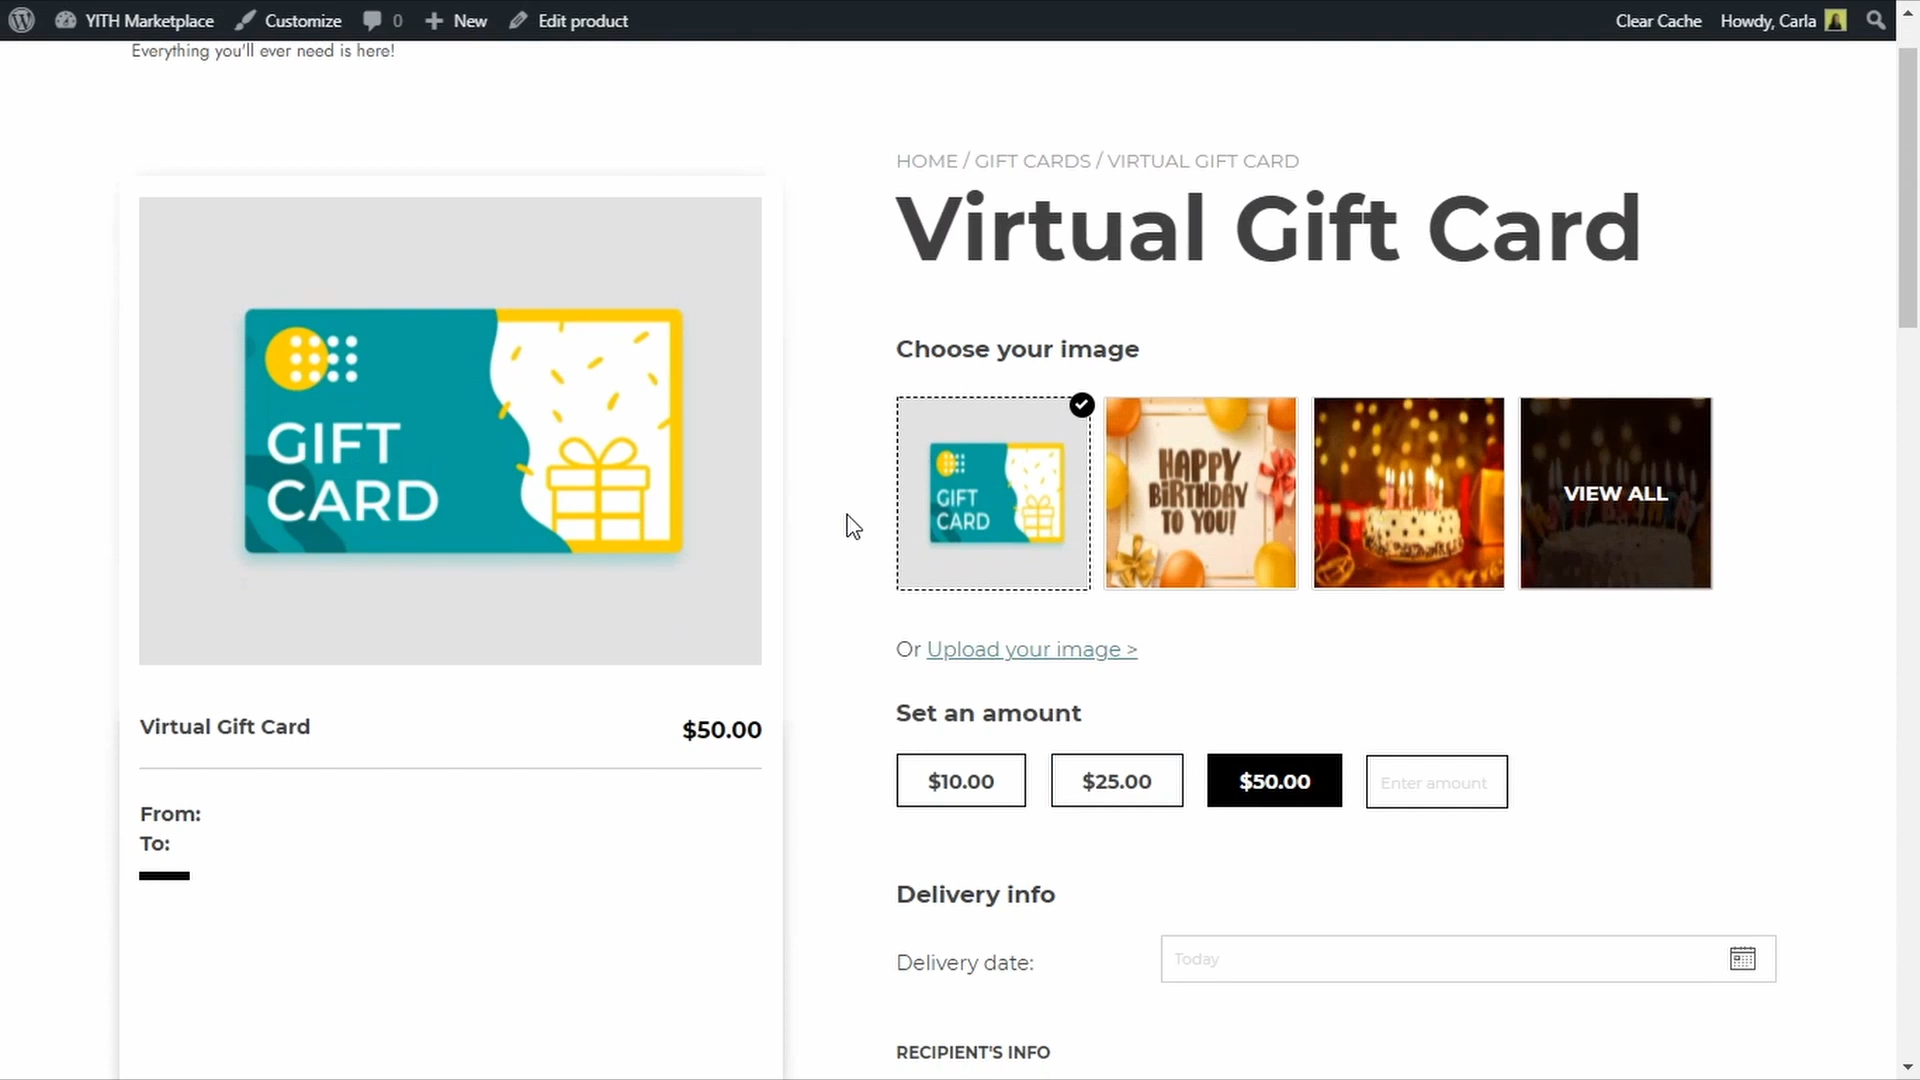 YITH Marketplace Customize 0 New Edit product Clear Cache Howdy, Carla
Everything you'll ever need is here!
HOME / GIFT CARDS / VIRTUAL GIFT CARD
Virtual Gift Card
GIFT
CARD
Choose your image
GIFT
CARD
HAPPY
BIRTHDAY
TO YOU!
VIEW ALL
Or Upload your image >
Virtual Gift Card $50.00
From:
To:
Set an amount
$10.00 $25.00 $50.00 Enter amount
Delivery info
Delivery date: Today
RECIPIENT'S INFO